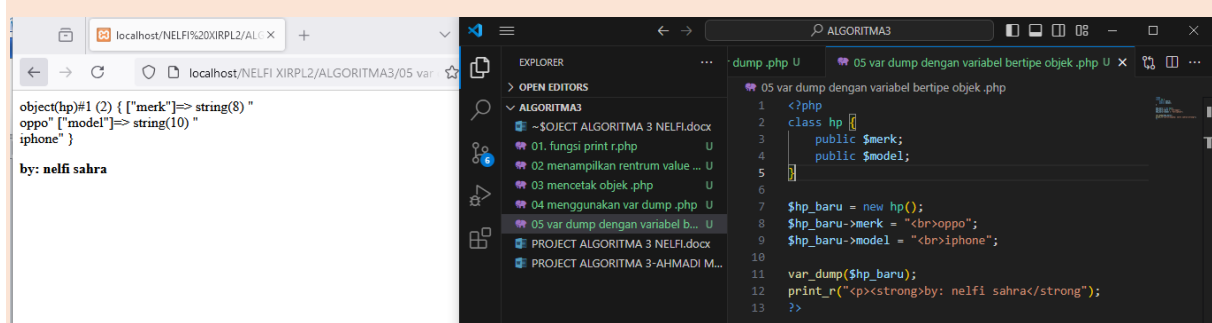 localhost/NELFI%20XIRPL2/ALG
localhost/NELFI XIRPL2/ALGORITMA3/05 var
object(hp)#1 (2) { ["merk"]=> string(8) "
oppo" ["model"]=> string(10) "
iphone" }
by: nelfi sahra
ALGORITMA3
EXPLORER
> OPEN EDITORS
ALGORITMA3
~$OJECT ALGORITMA 3 NELFI.docx
01. fungsi print r.php U
02 menampilkan rentrum value ... U
03 mencetak objek .php U
04 menggunakan var dump .php U
05 var dump dengan variabel b... U
PROJECT ALGORITMA 3 NELFI.docx
PROJECT ALGORITMA 3-AHMADI M...
6
dump .php U
05 var dump dengan variabel bertipe objek .php U
05 var dump dengan variabel bertipe objek .php
1 <?php
2 class hp {
3 public $merk;
4 public $model;
5 }
6
7 $hp_baru = new hp();
8 $hp_baru->merk = "<br>oppo";
9 $hp_baru->model = "<br>iphone";
10
11 var_dump($hp_baru);
12 print_r("<p><strong>by: nelfi sahra</strong");
13 ?>